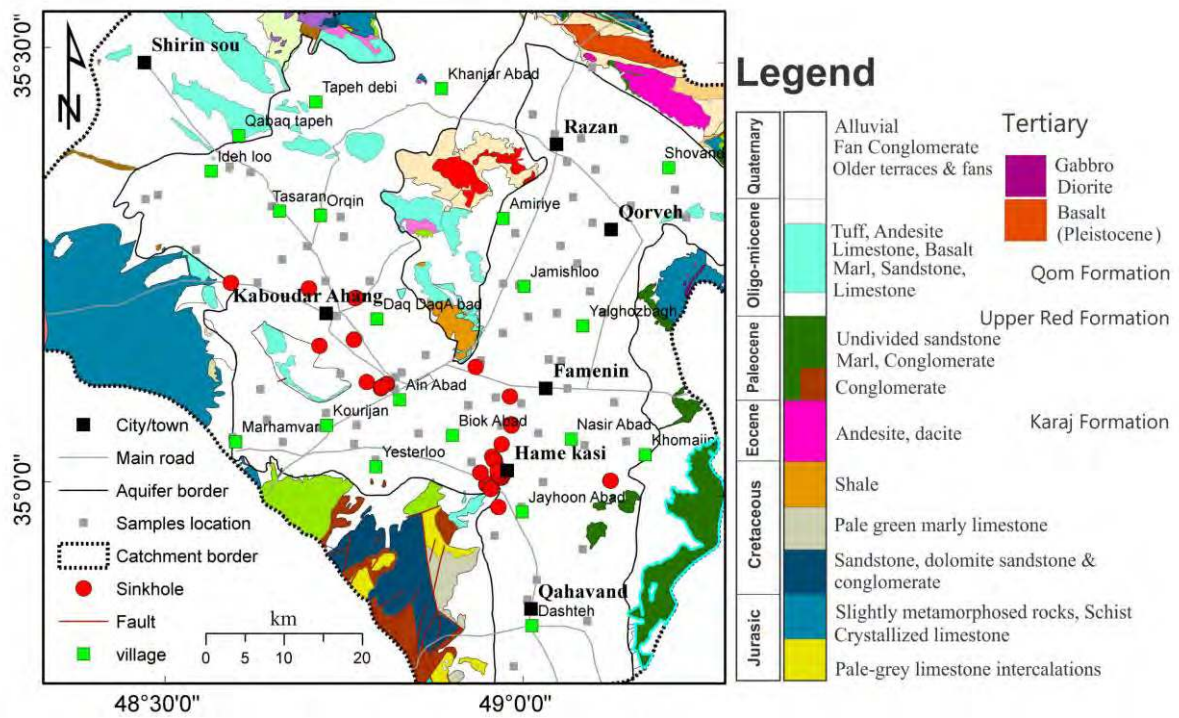 35°30'0"
35°0'0"
48°30'0"
49°0'0"
N
Shirin sou
Tapeh debi
Khanjar Abad
Qabaq tapeh
Razan
Ideh loo
Shovand
Tasaran
Orqin
Amiriye
Qorveh
Jamishloo
Kaboudar Ahang
Daq DaqA bad
Yalghozbagh
Famenin
Ain Abad
Kourijan
Marhamvan
Biok Abad
Nasir Abad
Khomaijin
Yesterloo
Hame kasi
Jayhoon Abad
Qahavand
Dashteh
City/town
Main road
Aquifer border
Samples location
Catchment border
Sinkhole
Fault
village
km
0 5 10 20
Legend
Quaternary
Alluvial
Fan Conglomerate
Older terraces & fans
Oligo-miocene
Tuff, Andesite
Limestone, Basalt
Marl, Sandstone,
Limestone
Paleocene
Undivided sandstone
Marl, Conglomerate
Conglomerate
Eocene
Andesite, dacite
Cretaceous
Shale
Pale green marly limestone
Sandstone, dolomite sandstone &
conglomerate
Jurasic
Slightly metamorphosed rocks, Schist
Crystallized limestone
Pale-grey limestone intercalations
Tertiary
Gabbro
Diorite
Basalt
(Pleistocene)
Qom Formation
Upper Red Formation
Karaj Formation